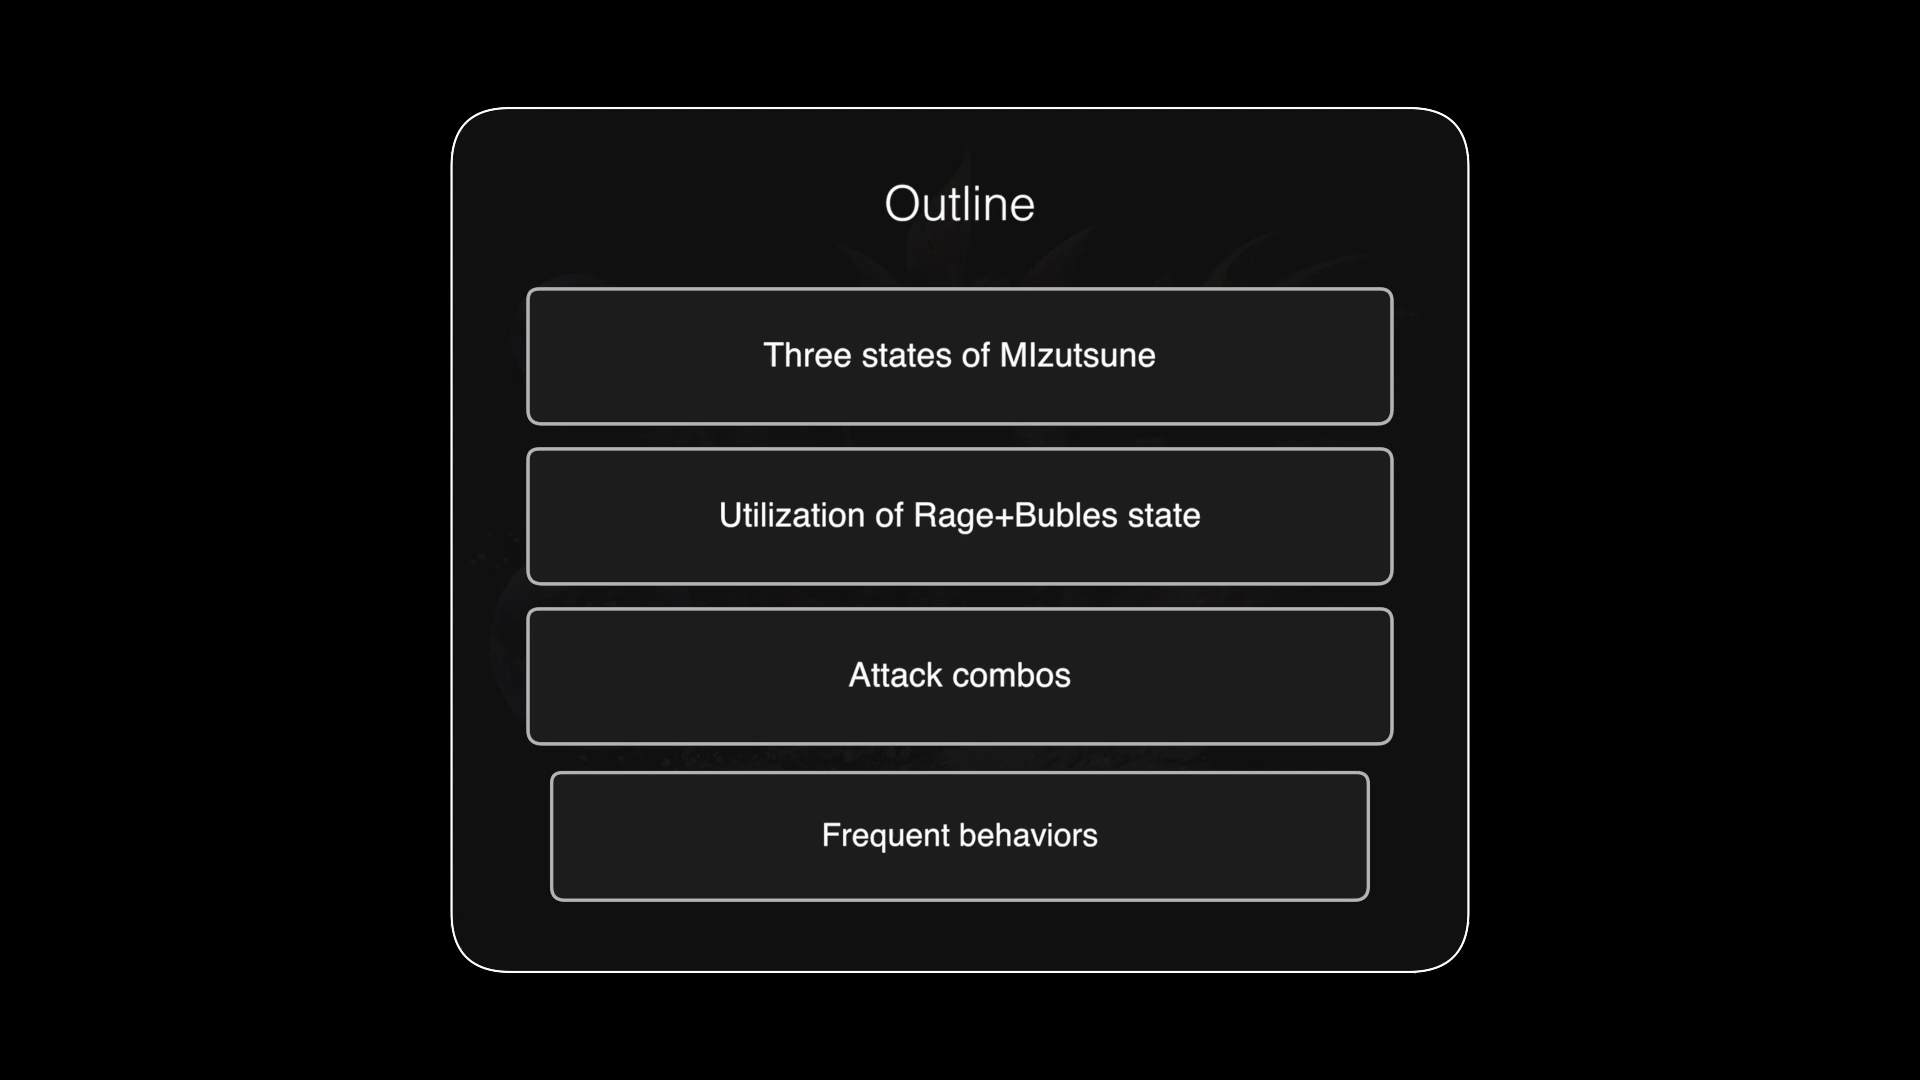 Outline
Three states of MIzutsune
Utilization of Rage+Bubles state
Attack combos
Frequent behaviors